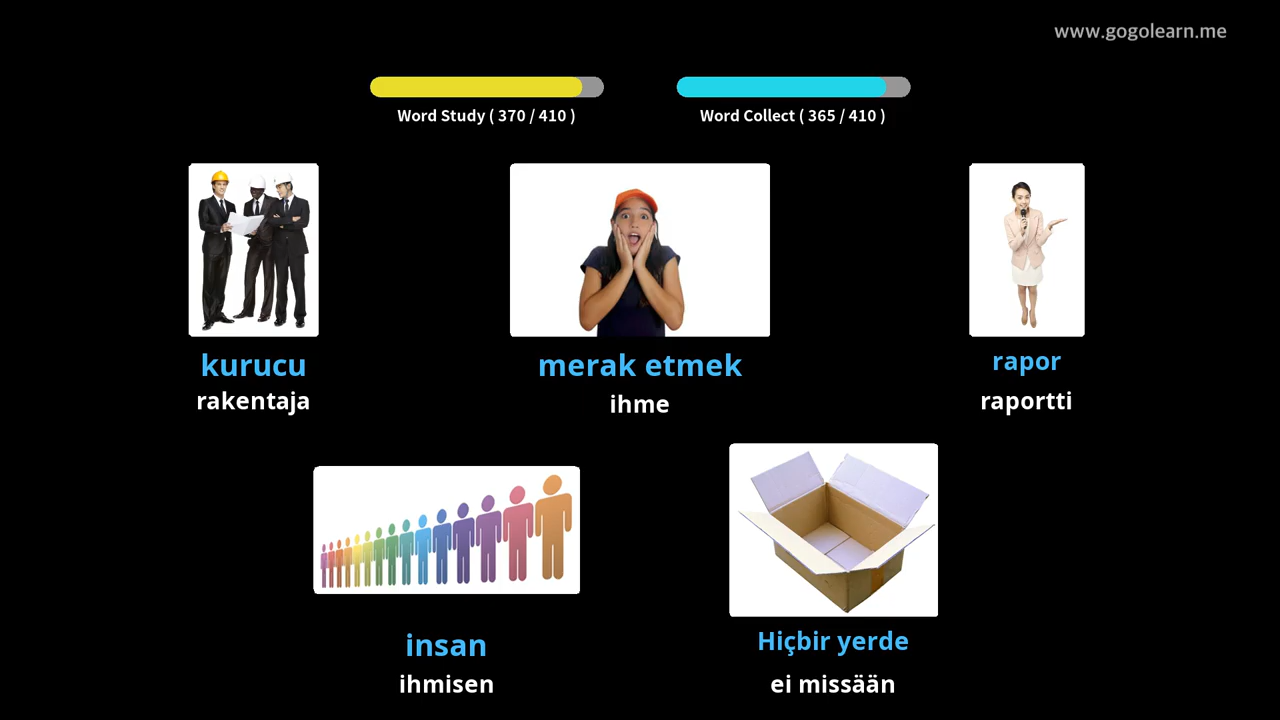 www.gogolearn.me
Word Study ( 370 / 410 )
Word Collect ( 365 / 410 )
kurucu
rakentaja
merak etmek
ihme
rapor
raportti
insan
ihmisen
Hiçbir yerde
ei missään